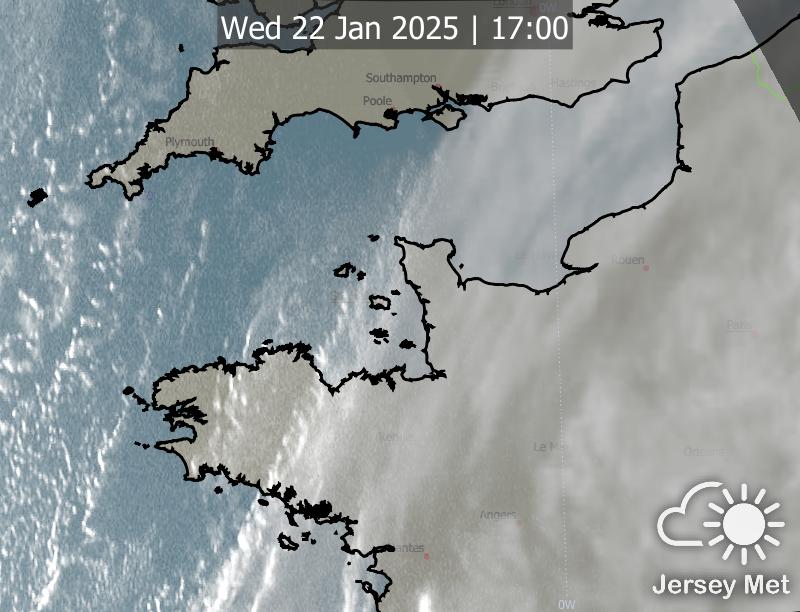 Wed 22 Jan 2025 | 17:00
0W
Southampton
Hastings
Poole
Plymouth
Rouen
Paris
Rennes
Le Mans
Orleans
Angers
Nantes
Jersey Met
0W